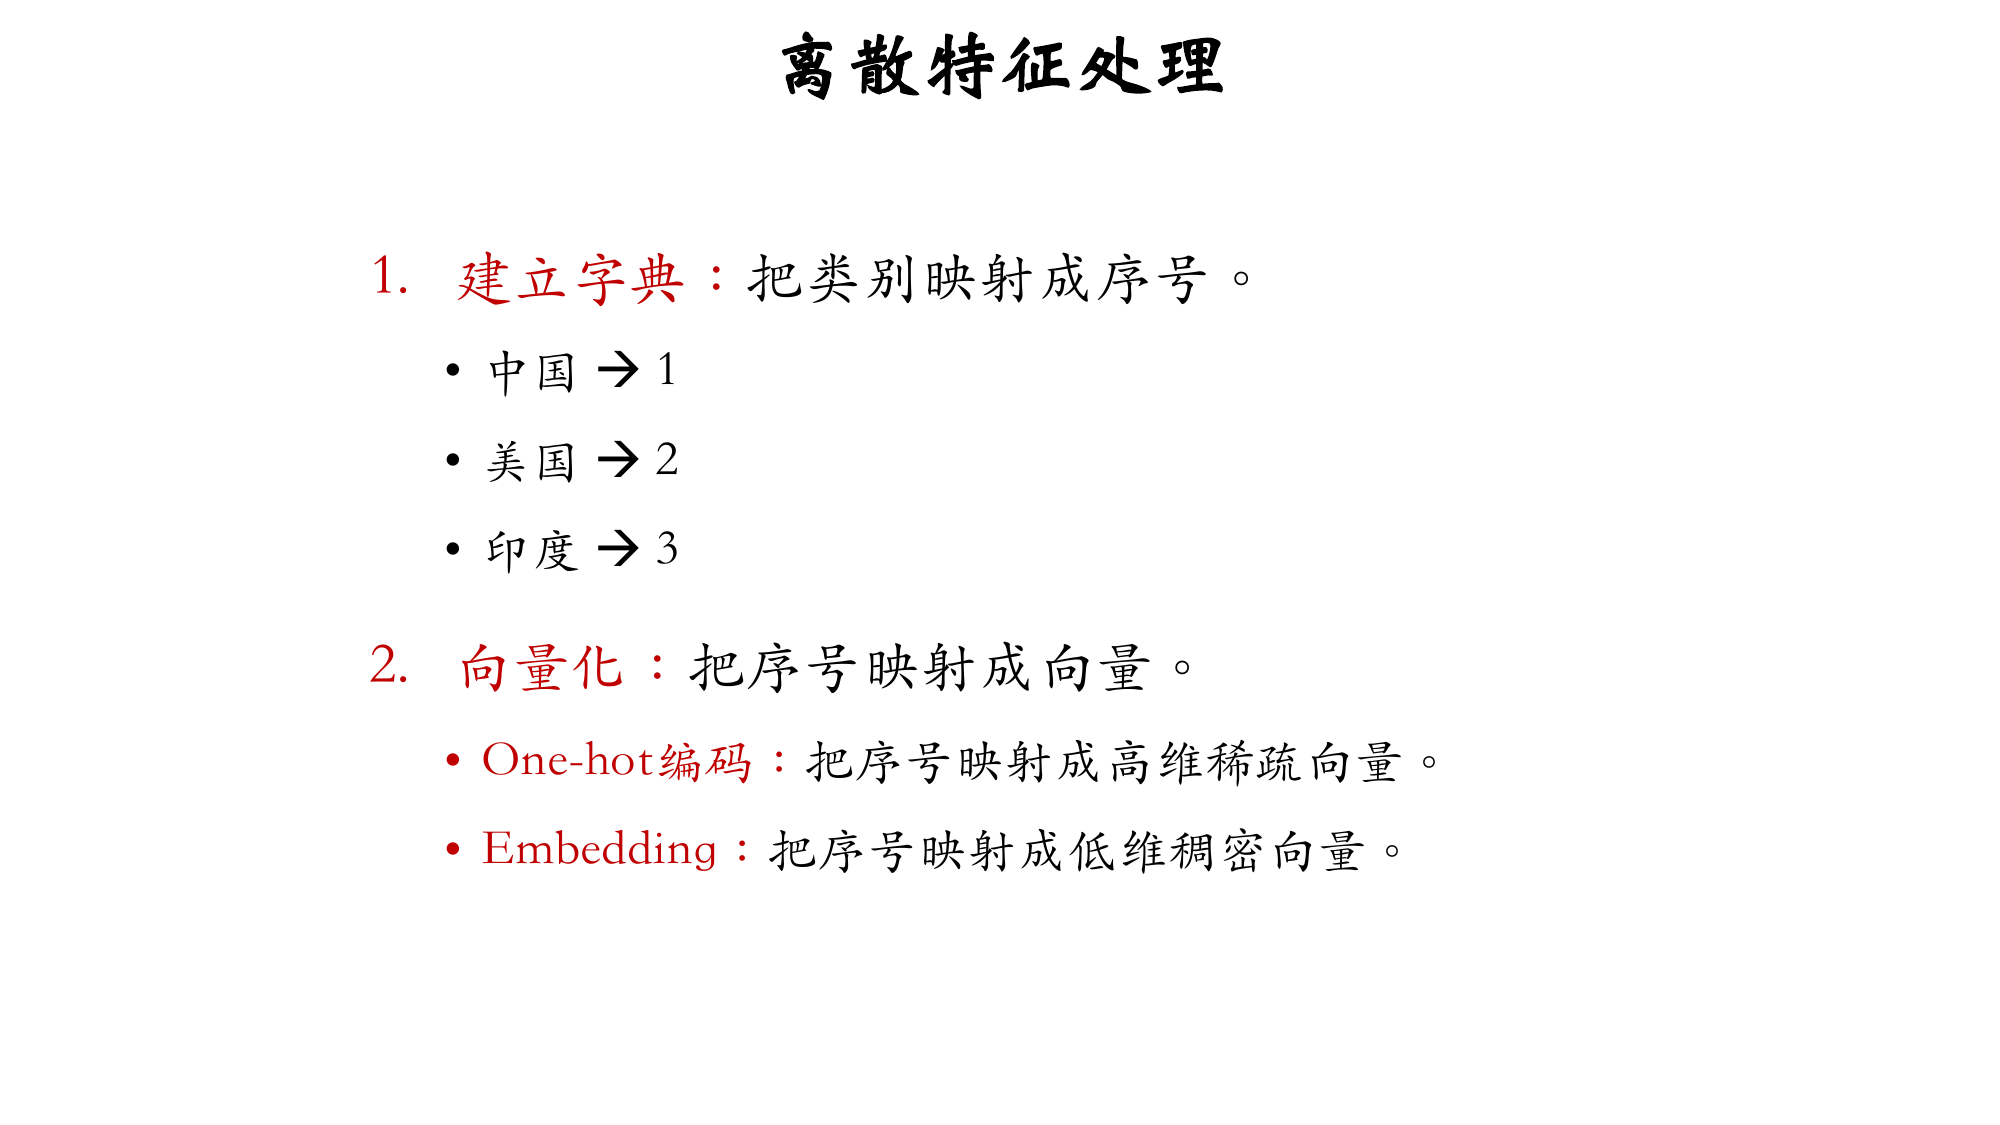 离散特征处理
1. 建立字典：把类别映射成序号。
• 中国 → 1
• 美国 → 2
• 印度 → 3
2. 向量化：把序号映射成向量。
• One-hot编码：把序号映射成高维稀疏向量。
• Embedding：把序号映射成低维稠密向量。